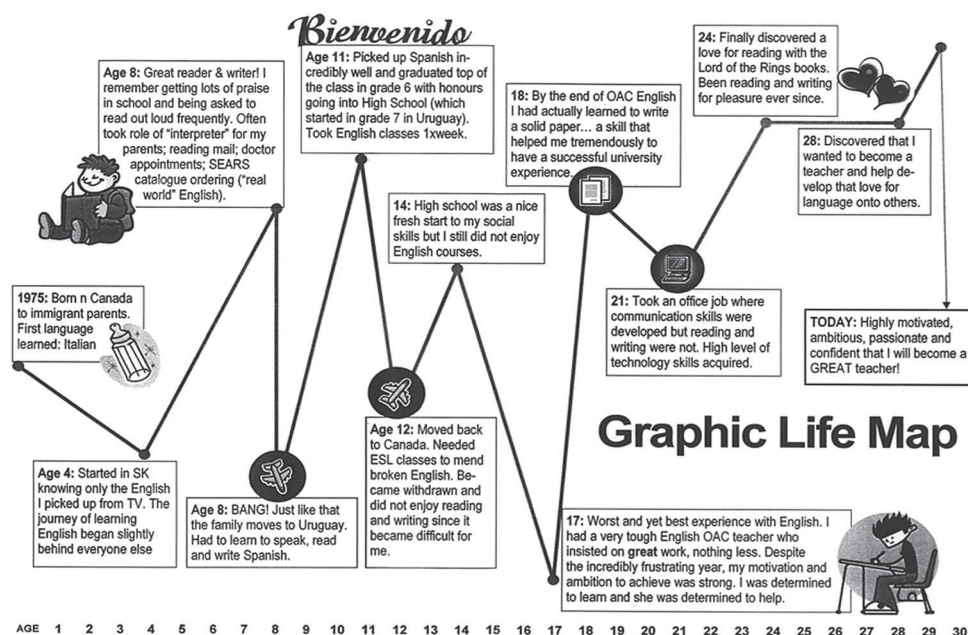 Bienvenido
Age 8: Great reader & writer! I
remember getting lots of praise
in school and being asked to
read out loud frequently. Often
took role of "interpreter" for my
parents; reading mail; doctor
appointments; SEARS
catalogue ordering ("real
world" English).
Age 11: Picked up Spanish in-
credibly well and graduated top of
the class in grade 6 with honours
going into High School (which
started in grade 7 in Uruguay).
Took English classes 1xweek.
18: By the end of OAC English
I had actually learned to write
a solid paper... a skill that
helped me tremendously to
have a successful university
experience.
24: Finally discovered a
love for reading with the
Lord of the Rings books.
Been reading and writing
for pleasure ever since.
28: Discovered that I
wanted to become a
teacher and help de-
velop that love for
language onto others.
14: High school was a nice
fresh start to my social
skills but I still did not enjoy
English courses.
1975: Born n Canada
to immigrant parents.
First language
learned: Italian
21: Took an office job where
communication skills were
developed but reading and
writing were not. High level of
technology skills acquired.
TODAY: Highly motivated,
ambitious, passionate and
confident that I will become a
GREAT teacher!
Graphic Life Map
Age 4: Started in SK
knowing only the English
I picked up from TV. The
journey of learning
English began slightly
behind everyone else
Age 8: BANG! Just like that
the family moves to Uruguay.
Had to learn to speak, read
and write Spanish.
Age 12: Moved back
to Canada. Needed
ESL classes to mend
broken English. Be-
came withdrawn and
did not enjoy reading
and writing since it
became difficult for
me.
17: Worst and yet best experience with English. I
had a very tough English OAC teacher who
insisted on great work, nothing less. Despite
the incredibly frustrating year, my motivation and
ambition to achieve was strong. I was determined
to learn and she was determined to help.
AGE 1 2 3 4 5 6 7 8 9 10 11 12 13 14 15 16 17 18 19 20 21 22 23 24 25 26 27 28 29 30